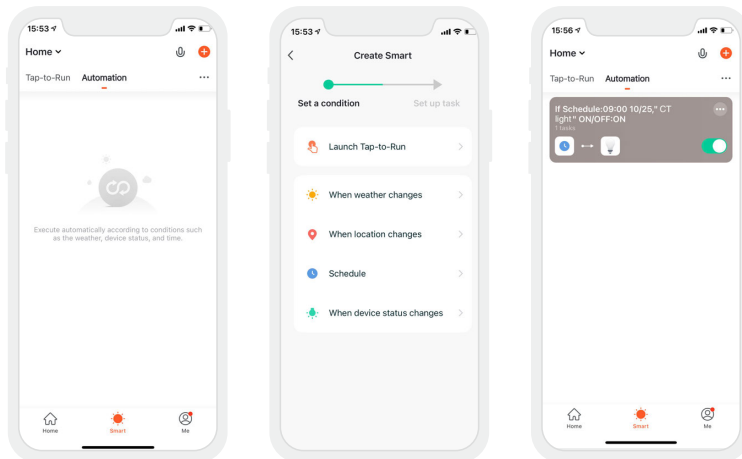 15:53
Home
Tap-to-Run Automation
Execute automatically according to conditions such
as the weather, device status, and time.
Home Smart Me
15:53
Create Smart
Set a condition Set up task
Launch Tap-to-Run
When weather changes
When location changes
Schedule
When device status changes
15:56
Home
Tap-to-Run Automation
If Schedule:09:00 10/25," CT
light" ON/OFF:ON
1 tasks
Home Smart Me